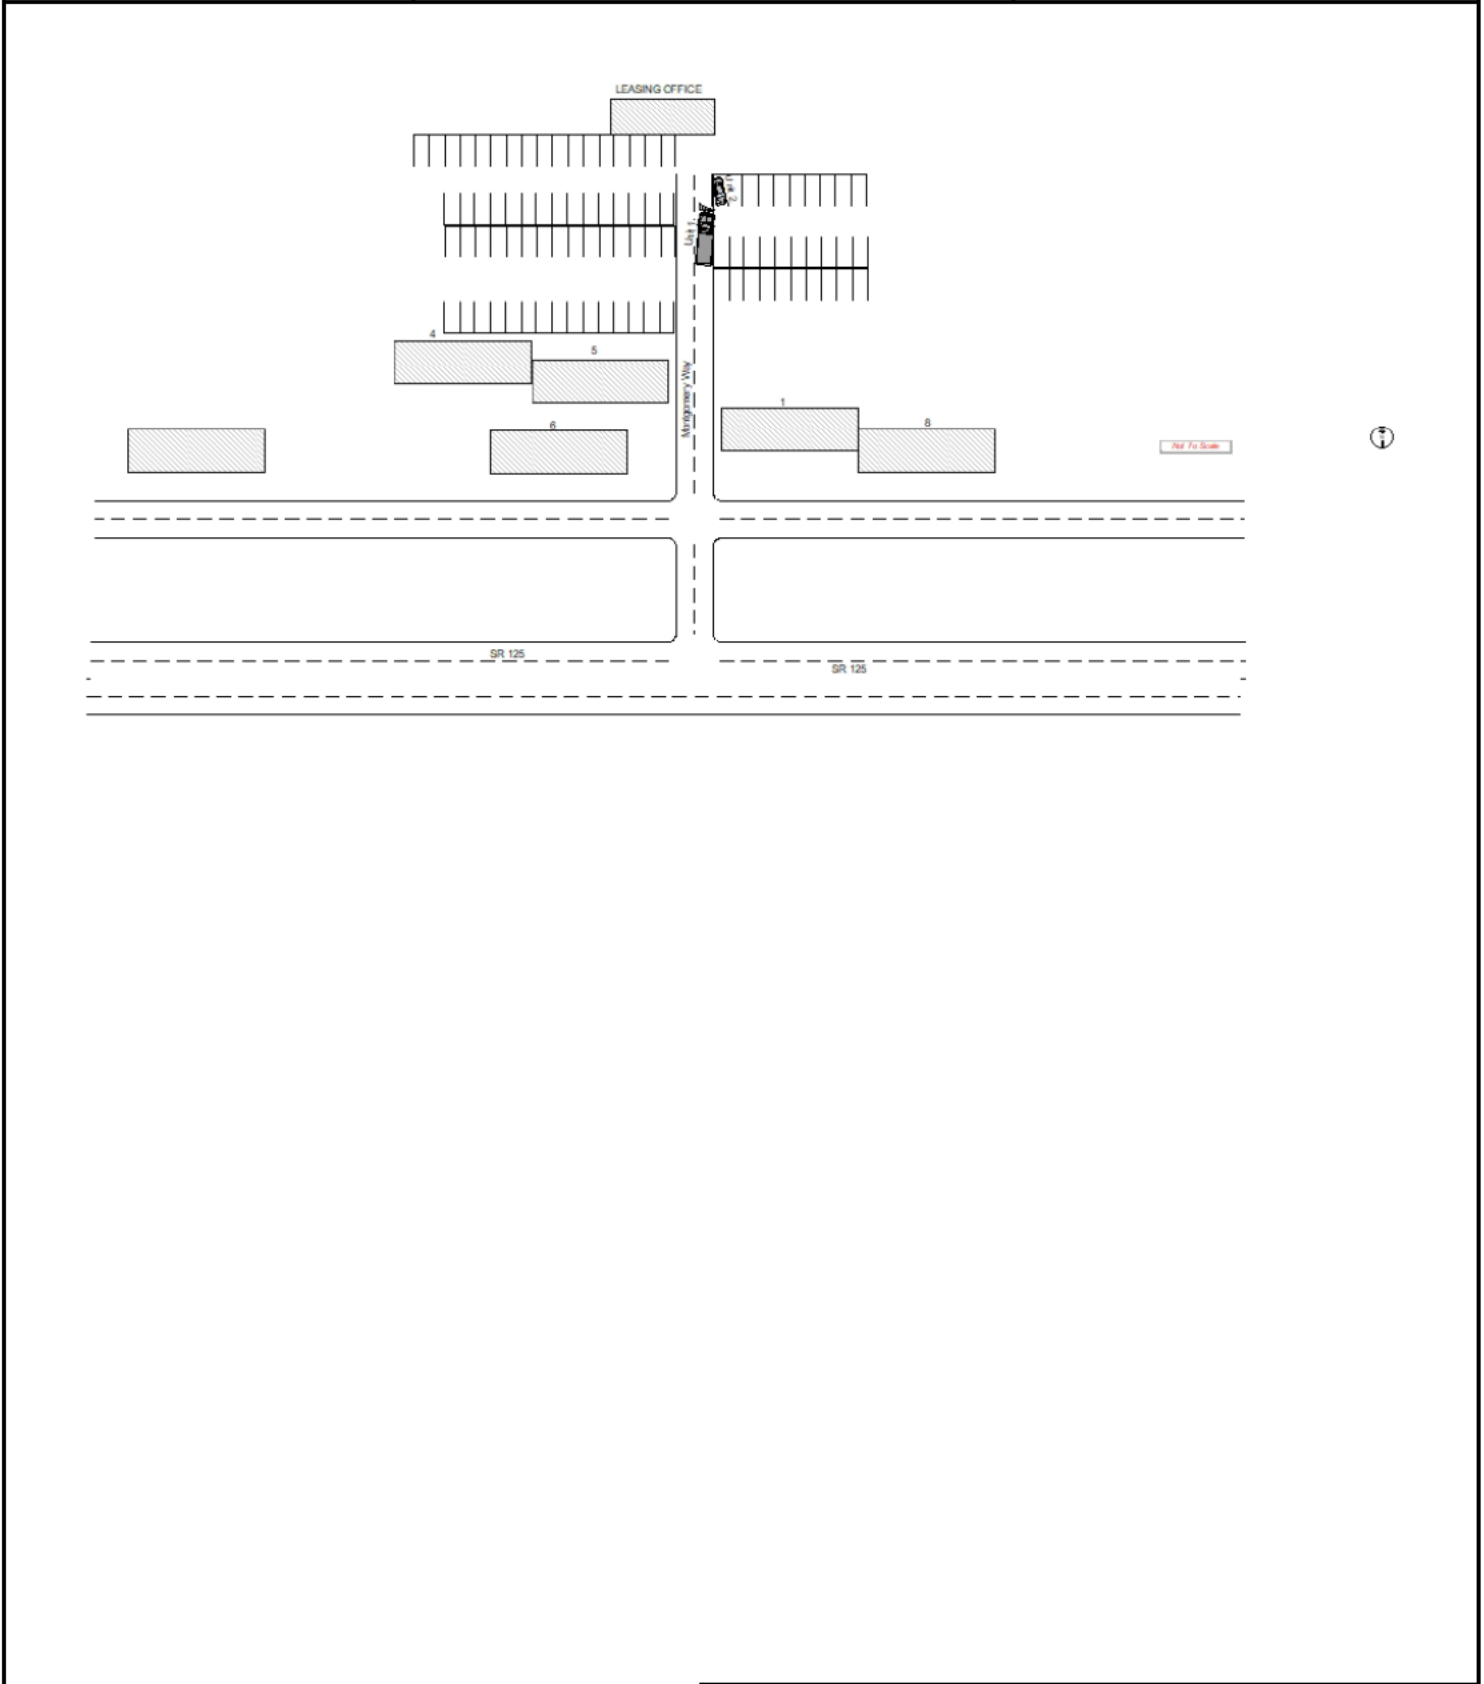 LEASING OFFICE
Unit 2
Unit 1
4
5
Montgomery Way
1
6
8
Not To Scale
SR 125
SR 125